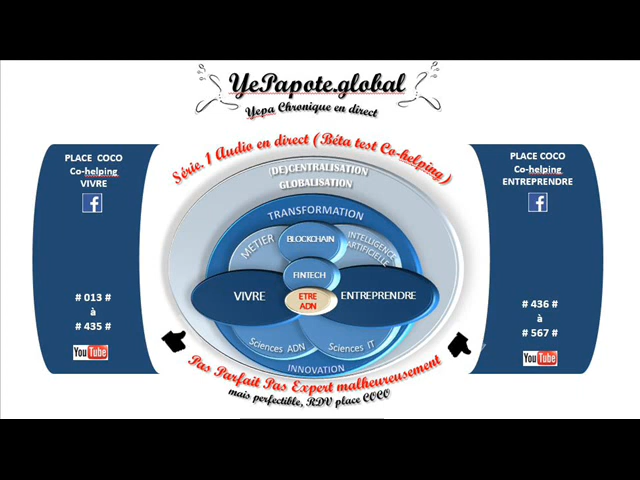 YePapote.global
Yepa Chronique en direct
Série, 1 Audio en direct (Béta test Co-helping)
PLACE COCO
Co-helping
VIVRE
# 013 #
à
# 435 #
YouTube
(DE)CENTRALISATION
GLOBALISATION
TRANSFORMATION
METIER
BLOCKCHAIN
INTELLIGENCE
ARTIFICIELLE
FINTECH
VIVRE
ETRE
ADN
ENTREPRENDRE
Sciences ADN
Sciences IT
INNOVATION
PLACE COCO
Co-helping
ENTREPRENDRE
# 436 #
à
# 567 #
YouTube
Pas Parfait Pas Expert malheureusement
mais perfectible, RDV place COCO